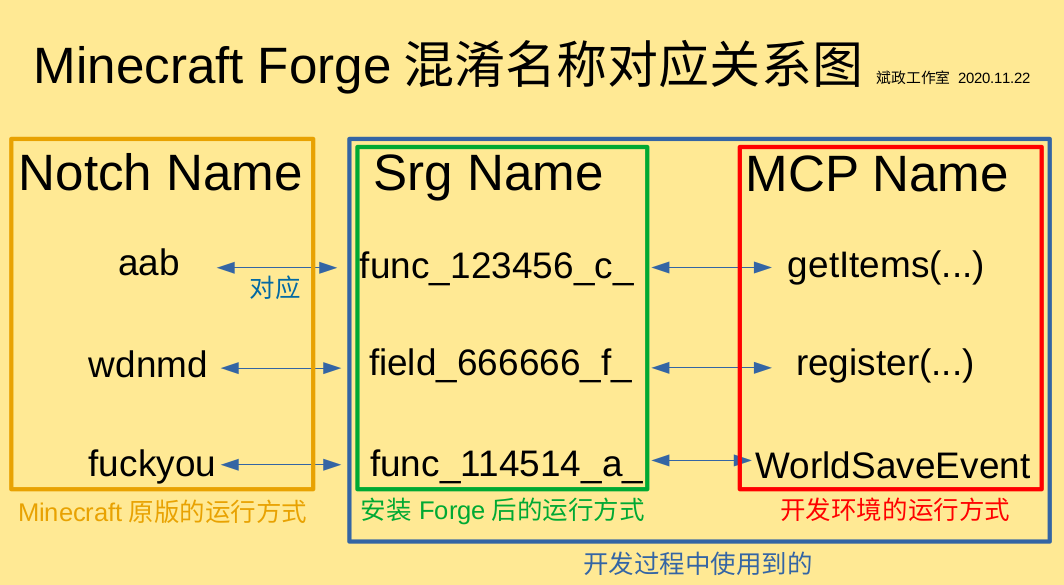 Minecraft Forge 混淆名称对应关系图 斌政工作室 2020.11.22
Notch Name Srg Name MCP Name
aab func_123456_c_ getItems(...)
对应
wdnmd field_666666_f_ register(...)
fuckyou func_114514_a_ WorldSaveEvent
Minecraft 原版的运行方式 安装 Forge 后的运行方式 开发环境的运行方式
开发过程中使用到的